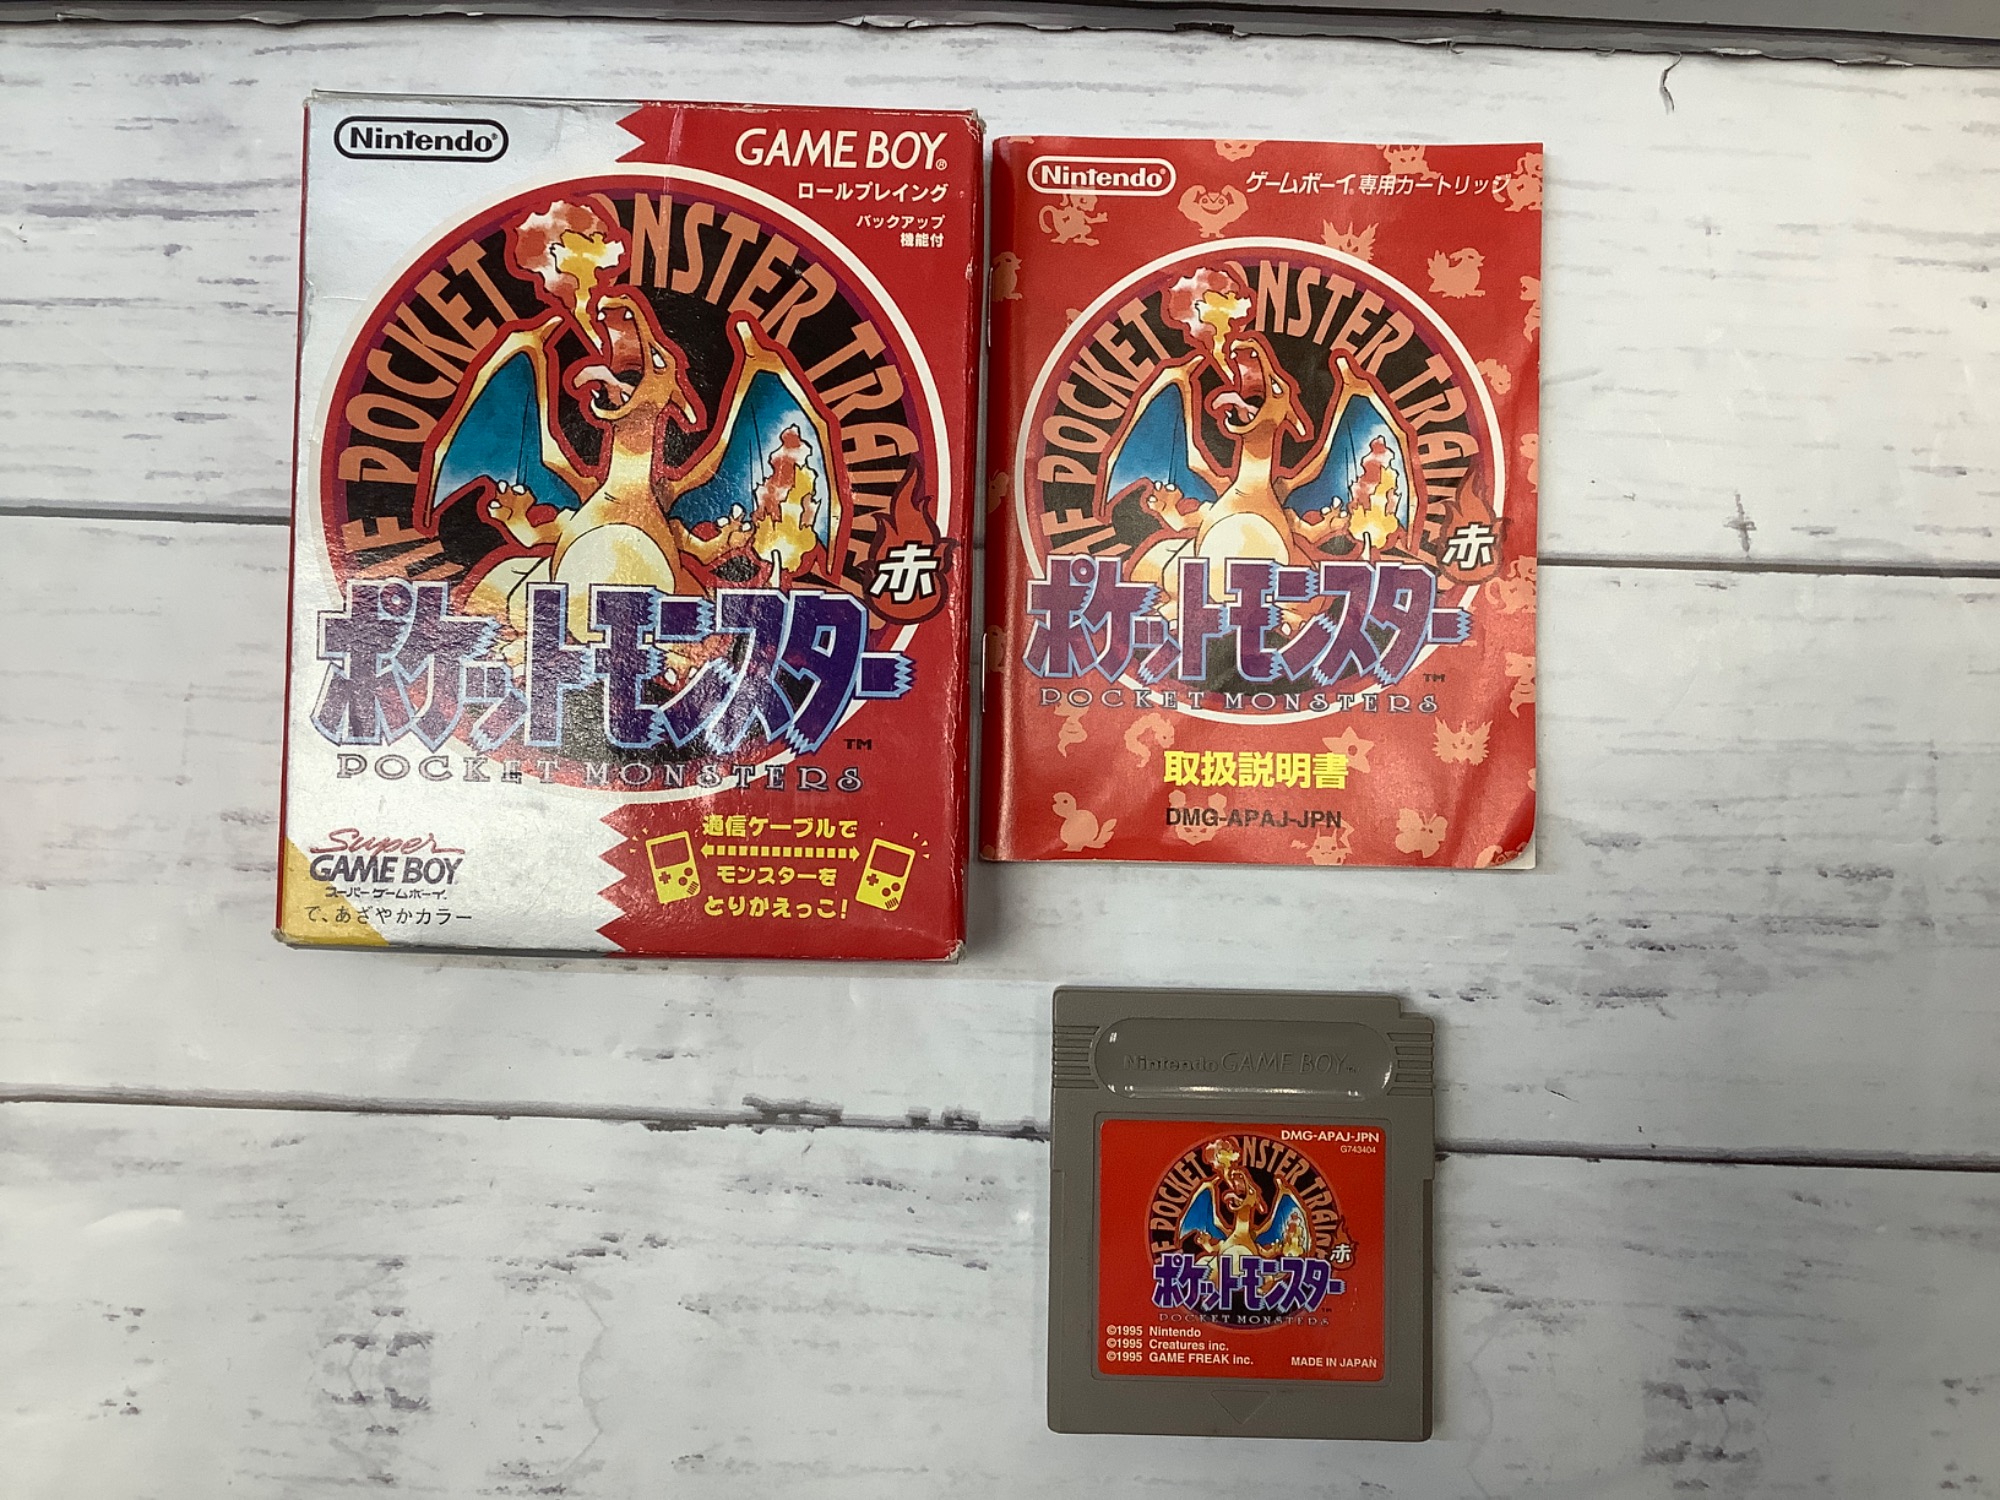 Nintendo®
GAME BOY®
ロールプレイング
バックアップ
機能付
POCKET MONSTER TRAINE
赤
ポケットモンスター
TM
POCKET MONSTERS
Super
GAME BOY
スーパーゲームボーイ
で、あざやかカラー
通信ケーブルで
モンスターを
とりかえっこ!
Nintendo®
ゲームボーイ専用カートリッジ
POCKET MONSTER TRAINE
赤
ポケットモンスター
TM
POCKET MONSTERS
取扱説明書
DMG-APAJ-JPN
Nintendo GAME BOY™
DMG-APAJ-JPN
G743404
POCKET MONSTER TRAINE
赤
ポケットモンスター
TM
POCKET MONSTERS
©1995 Nintendo
©1995 Creatures inc.
©1995 GAME FREAK inc.
MADE IN JAPAN